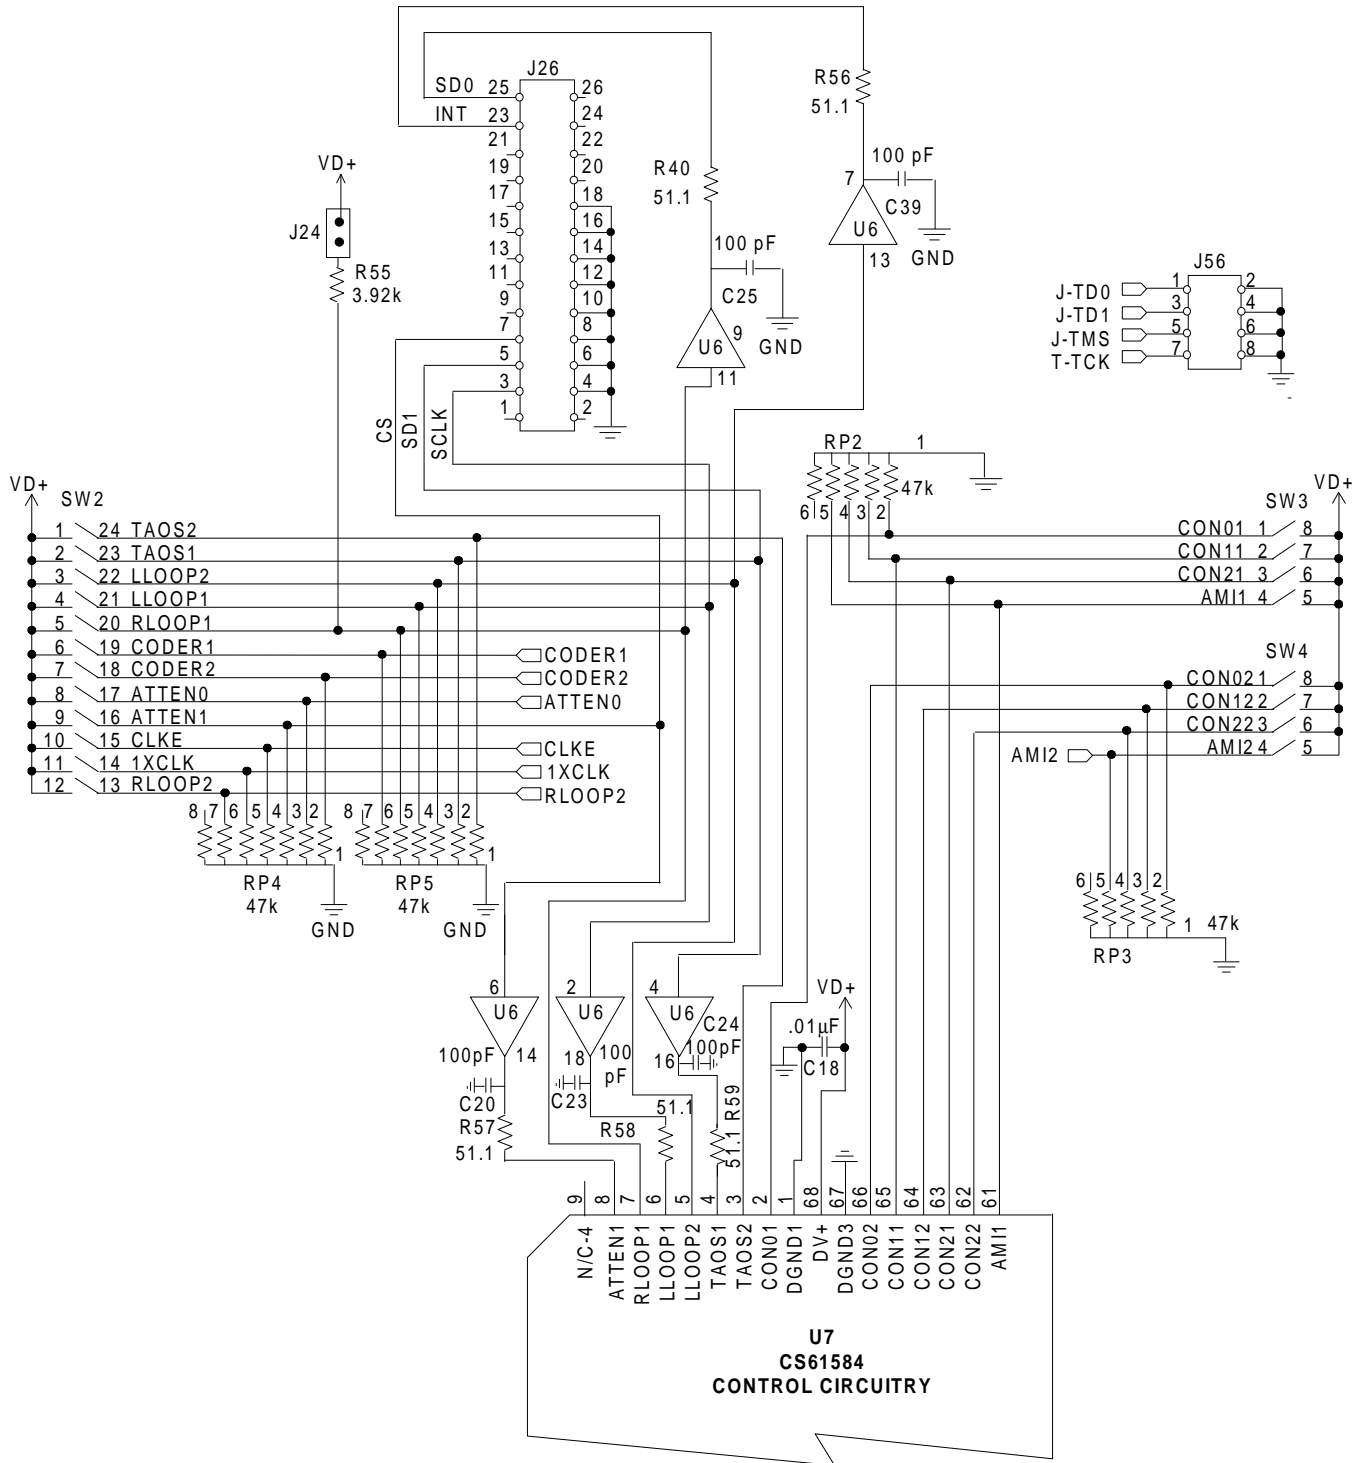 J26
SD0 25 26
INT 23 24
21 22
19 20
17 18
15 16
13 14
11 12
9 10
7 8
5 6
3 4
1 2
CS
SD1
SCLK
VD+
J24
R55
3.92k
R40
51.1
100 pF
C25
U6
9
11
GND
R56
51.1
100 pF
7
C39
U6
13
GND
J56
J-TD0 1 2
J-TD1 3 4
J-TMS 5 6
T-TCK 7 8
VD+
SW2
1 24 TAOS2
2 23 TAOS1
3 22 LLOOP2
4 21 LLOOP1
5 20 RLOOP1
6 19 CODER1
7 18 CODER2
8 17 ATTEN0
9 16 ATTEN1
10 15 CLKE
11 14 1XCLK
12 13 RLOOP2
CODER1
CODER2
ATTEN0
CLKE
1XCLK
RLOOP2
8 7 6 5 4 3 2
1
RP4
47k
GND
8 7 6 5 4 3 2
1
RP5
47k
GND
RP2
1
47k
6 5 4 3 2
VD+
SW3
CON01 1 8
CON11 2 7
CON21 3 6
AMI1 4 5
SW4
CON02 1 8
CON12 2 7
CON22 3 6
AMI2 4 5
AMI2
6 5 4 3 2
1 47k
RP3
6
U6
14
100pF
C20
R57
51.1
2
U6
18
100
pF
C23
R58
51.1
4
U6
16
C24
100pF
51.1 R59
VD+
.01µF
C18
9 8 7 6 5 4 3 2 1 68 67 66 65 64 63 62 61
N/C-4
ATTEN1
RLOOP1
LLOOP1
LLOOP2
TAOS1
TAOS2
CON01
DGND1
DV+
DGND3
CON02
CON11
CON12
CON21
CON22
AMI1
U7
CS61584
CONTROL CIRCUITRY